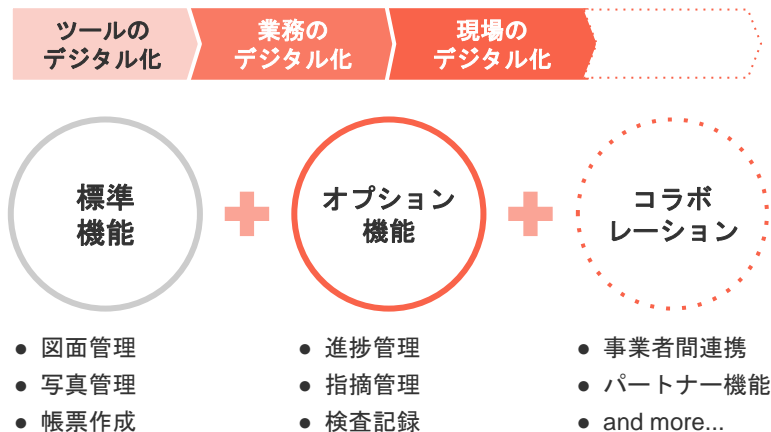 ツールの
デジタル化
業務の
デジタル化
現場の
デジタル化
標準
機能
オプション
機能
コラボ
レーション
● 図面管理
● 写真管理
● 帳票作成
● 進捗管理
● 指摘管理
● 検査記録
● 事業者間連携
● パートナー機能
● and more...